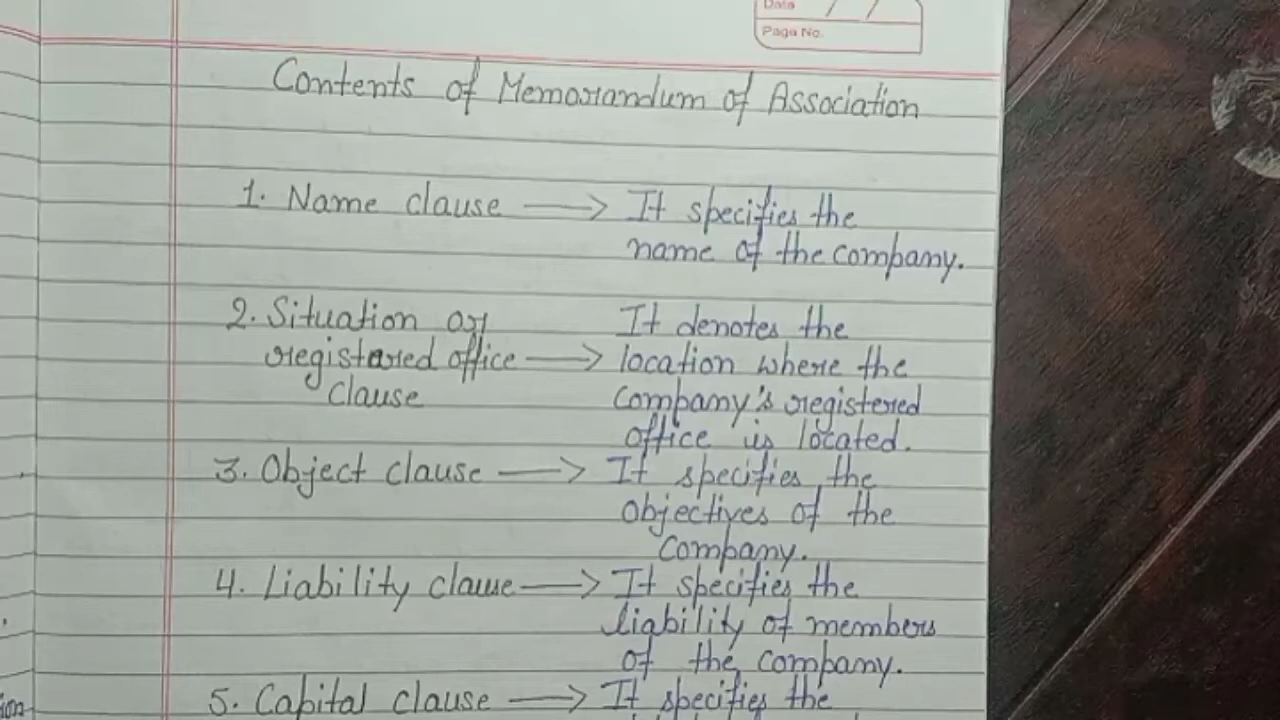 Data / /
Page No.
Contents of Memorandum of Association
1. Name clause → It specifies the
name of the company.
2. Situation or It denotes the
registered office → location where the
clause company's registered
office is located.
3. Object clause → It specifies the
objectives of the
company.
4. Liability clause → It specifies the
liability of members
of the company.
5. Capital clause → It specifies the
ion